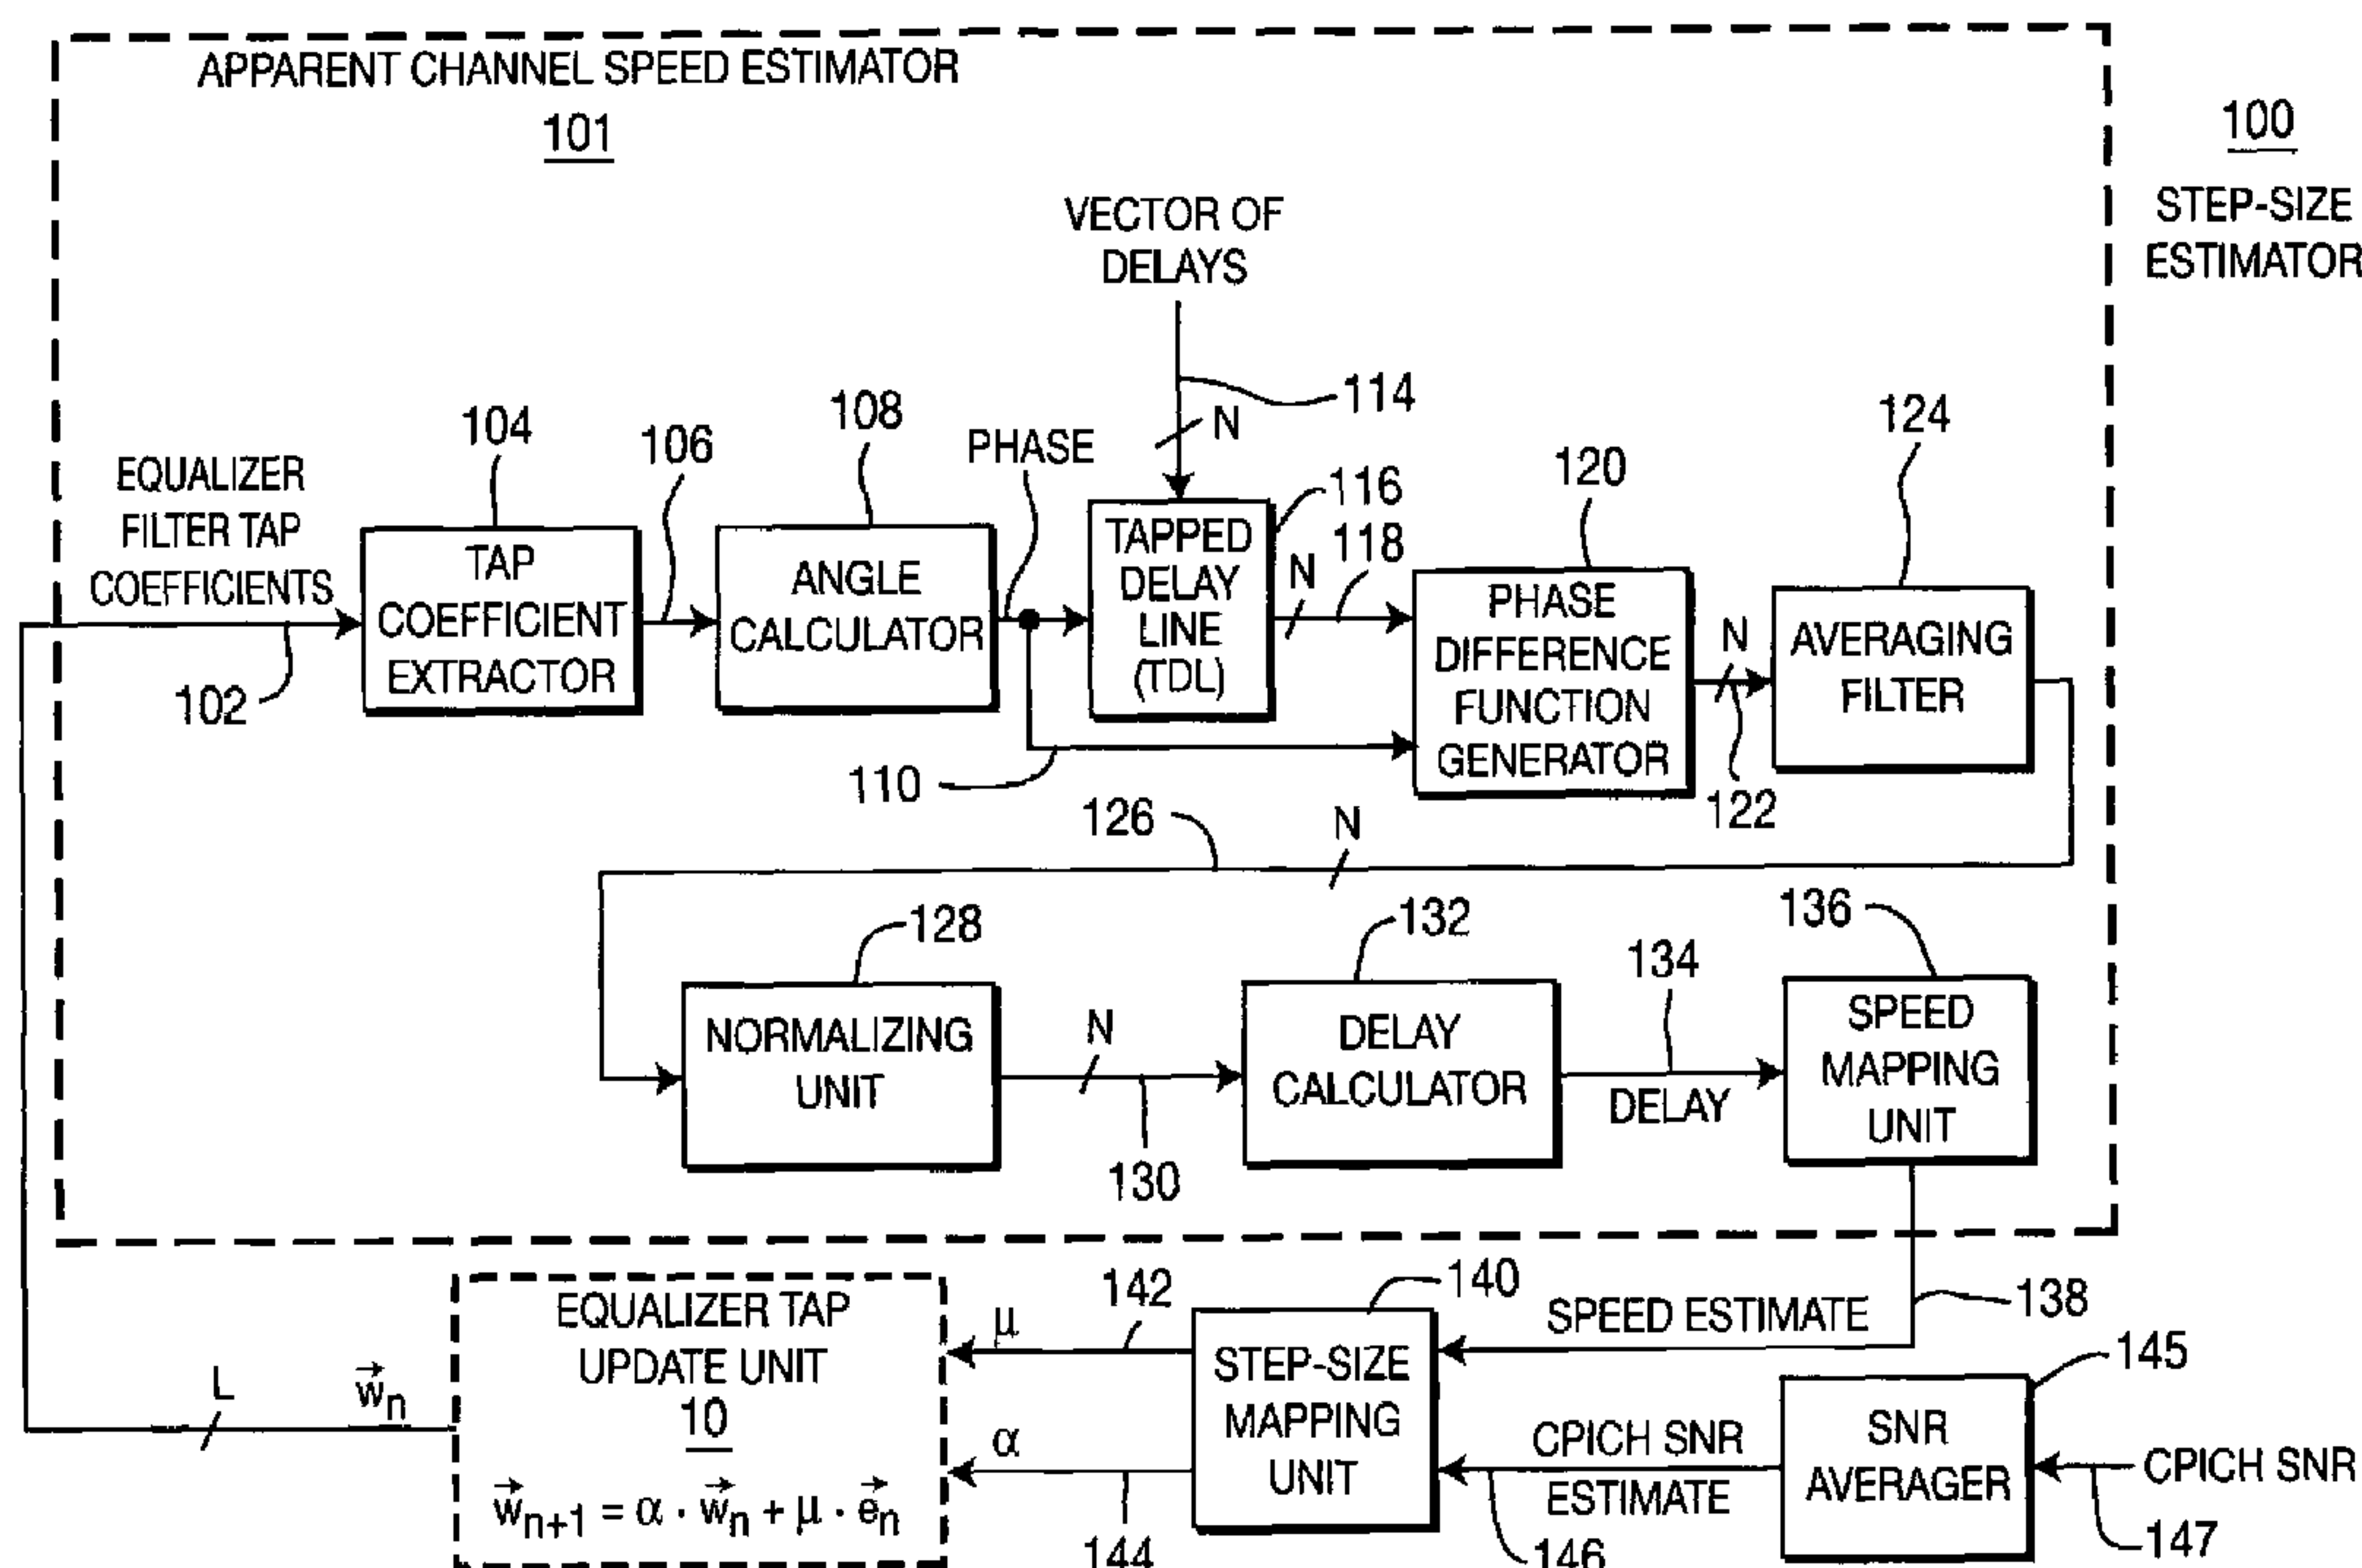 APPARENT CHANNEL SPEED ESTIMATOR
101
100
STEP-SIZE
ESTIMATOR
VECTOR OF
DELAYS
114
N
104
106
108
PHASE
116
118
N
120
124
EQUALIZER
FILTER TAP
COEFFICIENTS
102
TAP
COEFFICIENT
EXTRACTOR
ANGLE
CALCULATOR
TAPPED
DELAY
LINE
(TDL)
PHASE
DIFFERENCE
FUNCTION
GENERATOR
N
AVERAGING
FILTER
110
122
126
N
128
132
134
136
NORMALIZING
UNIT
N
130
DELAY
CALCULATOR
DELAY
SPEED
MAPPING
UNIT
EQUALIZER TAP
UPDATE UNIT
10
w⃗n+1 = α · w⃗n + μ · e⃗n
L
w⃗n
μ
142
α
144
140
STEP-SIZE
MAPPING
UNIT
SPEED ESTIMATE
138
CPICH SNR
ESTIMATE
146
145
SNR
AVERAGER
CPICH SNR
147